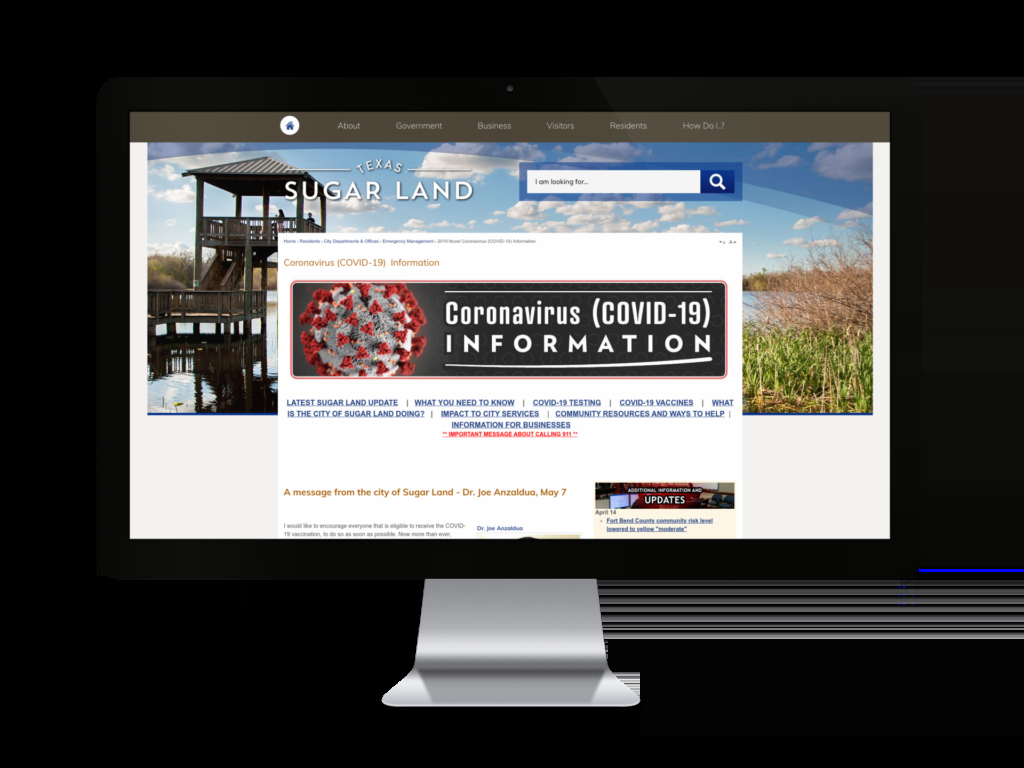 About Government Business Visitors Residents How Do I..?
TEXAS
SUGAR LAND
I am looking for...
Home › Residents › City Departments & Offices › Emergency Management › 2019 Novel Coronavirus (COVID-19) Information
Coronavirus (COVID-19) Information
Coronavirus (COVID-19)
INFORMATION
LATEST SUGAR LAND UPDATE | WHAT YOU NEED TO KNOW | COVID-19 TESTING | COVID-19 VACCINES | WHAT
IS THE CITY OF SUGAR LAND DOING? | IMPACT TO CITY SERVICES | COMMUNITY RESOURCES AND WAYS TO HELP |
INFORMATION FOR BUSINESSES
** IMPORTANT MESSAGE ABOUT CALLING 911 **
A message from the city of Sugar Land - Dr. Joe Anzaldua, May 7
I would like to encourage everyone that is eligible to receive the COVID-
19 vaccination, to do so as soon as possible. Now more than ever,
Dr. Joe Anzaldua
ADDITIONAL INFORMATION AND
UPDATES
April 14
Fort Bend County community risk level
lowered to yellow "moderate"